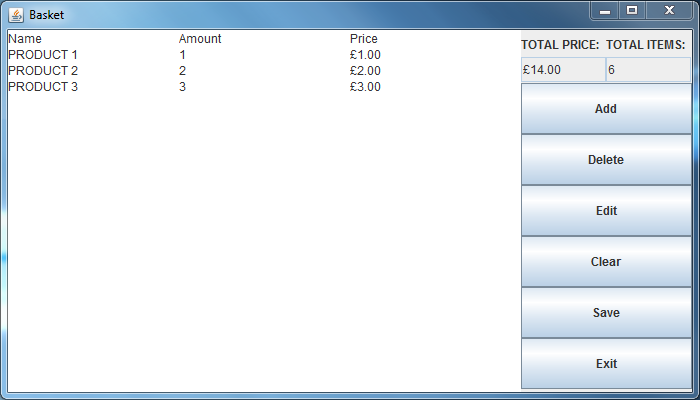 Basket
Name Amount Price
PRODUCT 1 1 £1.00
PRODUCT 2 2 £2.00
PRODUCT 3 3 £3.00
TOTAL PRICE: TOTAL ITEMS:
£14.00 6
Add
Delete
Edit
Clear
Save
Exit